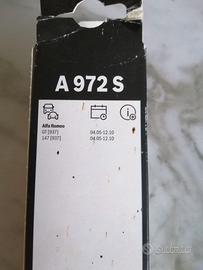 A 972 S
Alfa Romeo
GT [937] 04.05-12.10
147 [937] 04.05-12.10